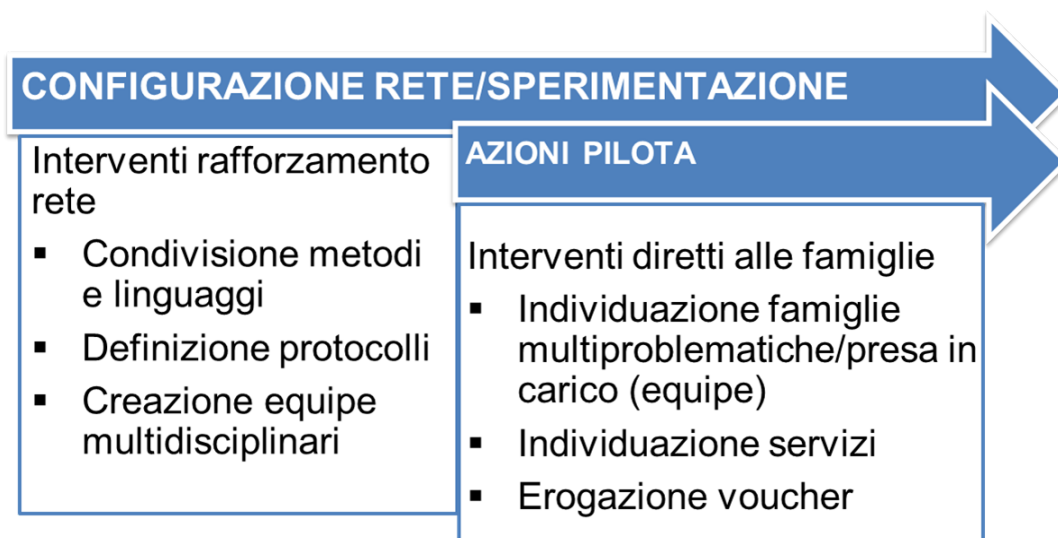 CONFIGURAZIONE RETE/SPERIMENTAZIONE
Interventi rafforzamento
rete
▪ Condivisione metodi
e linguaggi
▪ Definizione protocolli
▪ Creazione equipe
multidisciplinari
AZIONI PILOTA
Interventi diretti alle famiglie
▪ Individuazione famiglie
multiproblematiche/presa in
carico (equipe)
▪ Individuazione servizi
▪ Erogazione voucher